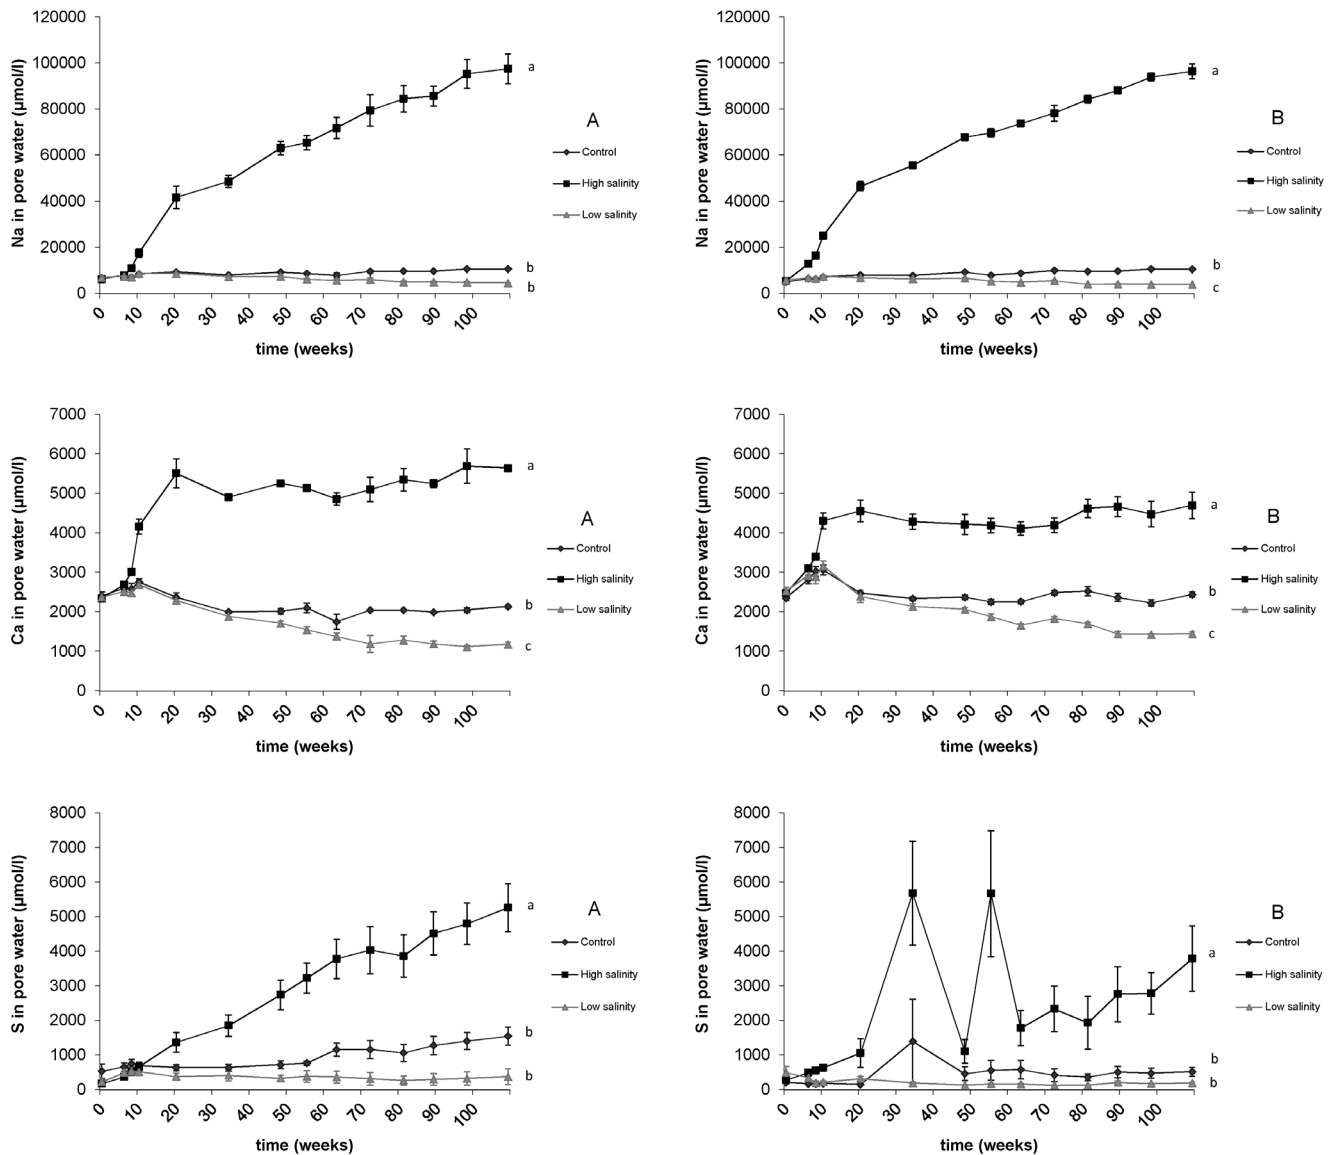 Na in pore water (µmol/l)
120000
100000
80000
60000
40000
20000
0
0 10 20 30 40 50 60 70 80 90 100
time (weeks)
a
b
b
A
Control
High salinity
Low salinity
Na in pore water (µmol/l)
120000
100000
80000
60000
40000
20000
0
0 10 20 30 40 50 60 70 80 90 100
time (weeks)
a
b
c
B
Control
High salinity
Low salinity
Ca in pore water (µmol/l)
7000
6000
5000
4000
3000
2000
1000
0
0 10 20 30 40 50 60 70 80 90 100
time (weeks)
a
b
c
A
Control
High salinity
Low salinity
Ca in pore water (µmol/l)
7000
6000
5000
4000
3000
2000
1000
0
0 10 20 30 40 50 60 70 80 90 100
time (weeks)
a
b
c
B
Control
High salinity
Low salinity
S in pore water (µmol/l)
8000
7000
6000
5000
4000
3000
2000
1000
0
0 10 20 30 40 50 60 70 80 90 100
time (weeks)
a
b
b
A
Control
High salinity
Low salinity
S in pore water (µmol/l)
8000
7000
6000
5000
4000
3000
2000
1000
0
0 10 20 30 40 50 60 70 80 90 100
time (weeks)
a
b
b
B
Control
High salinity
Low salinity